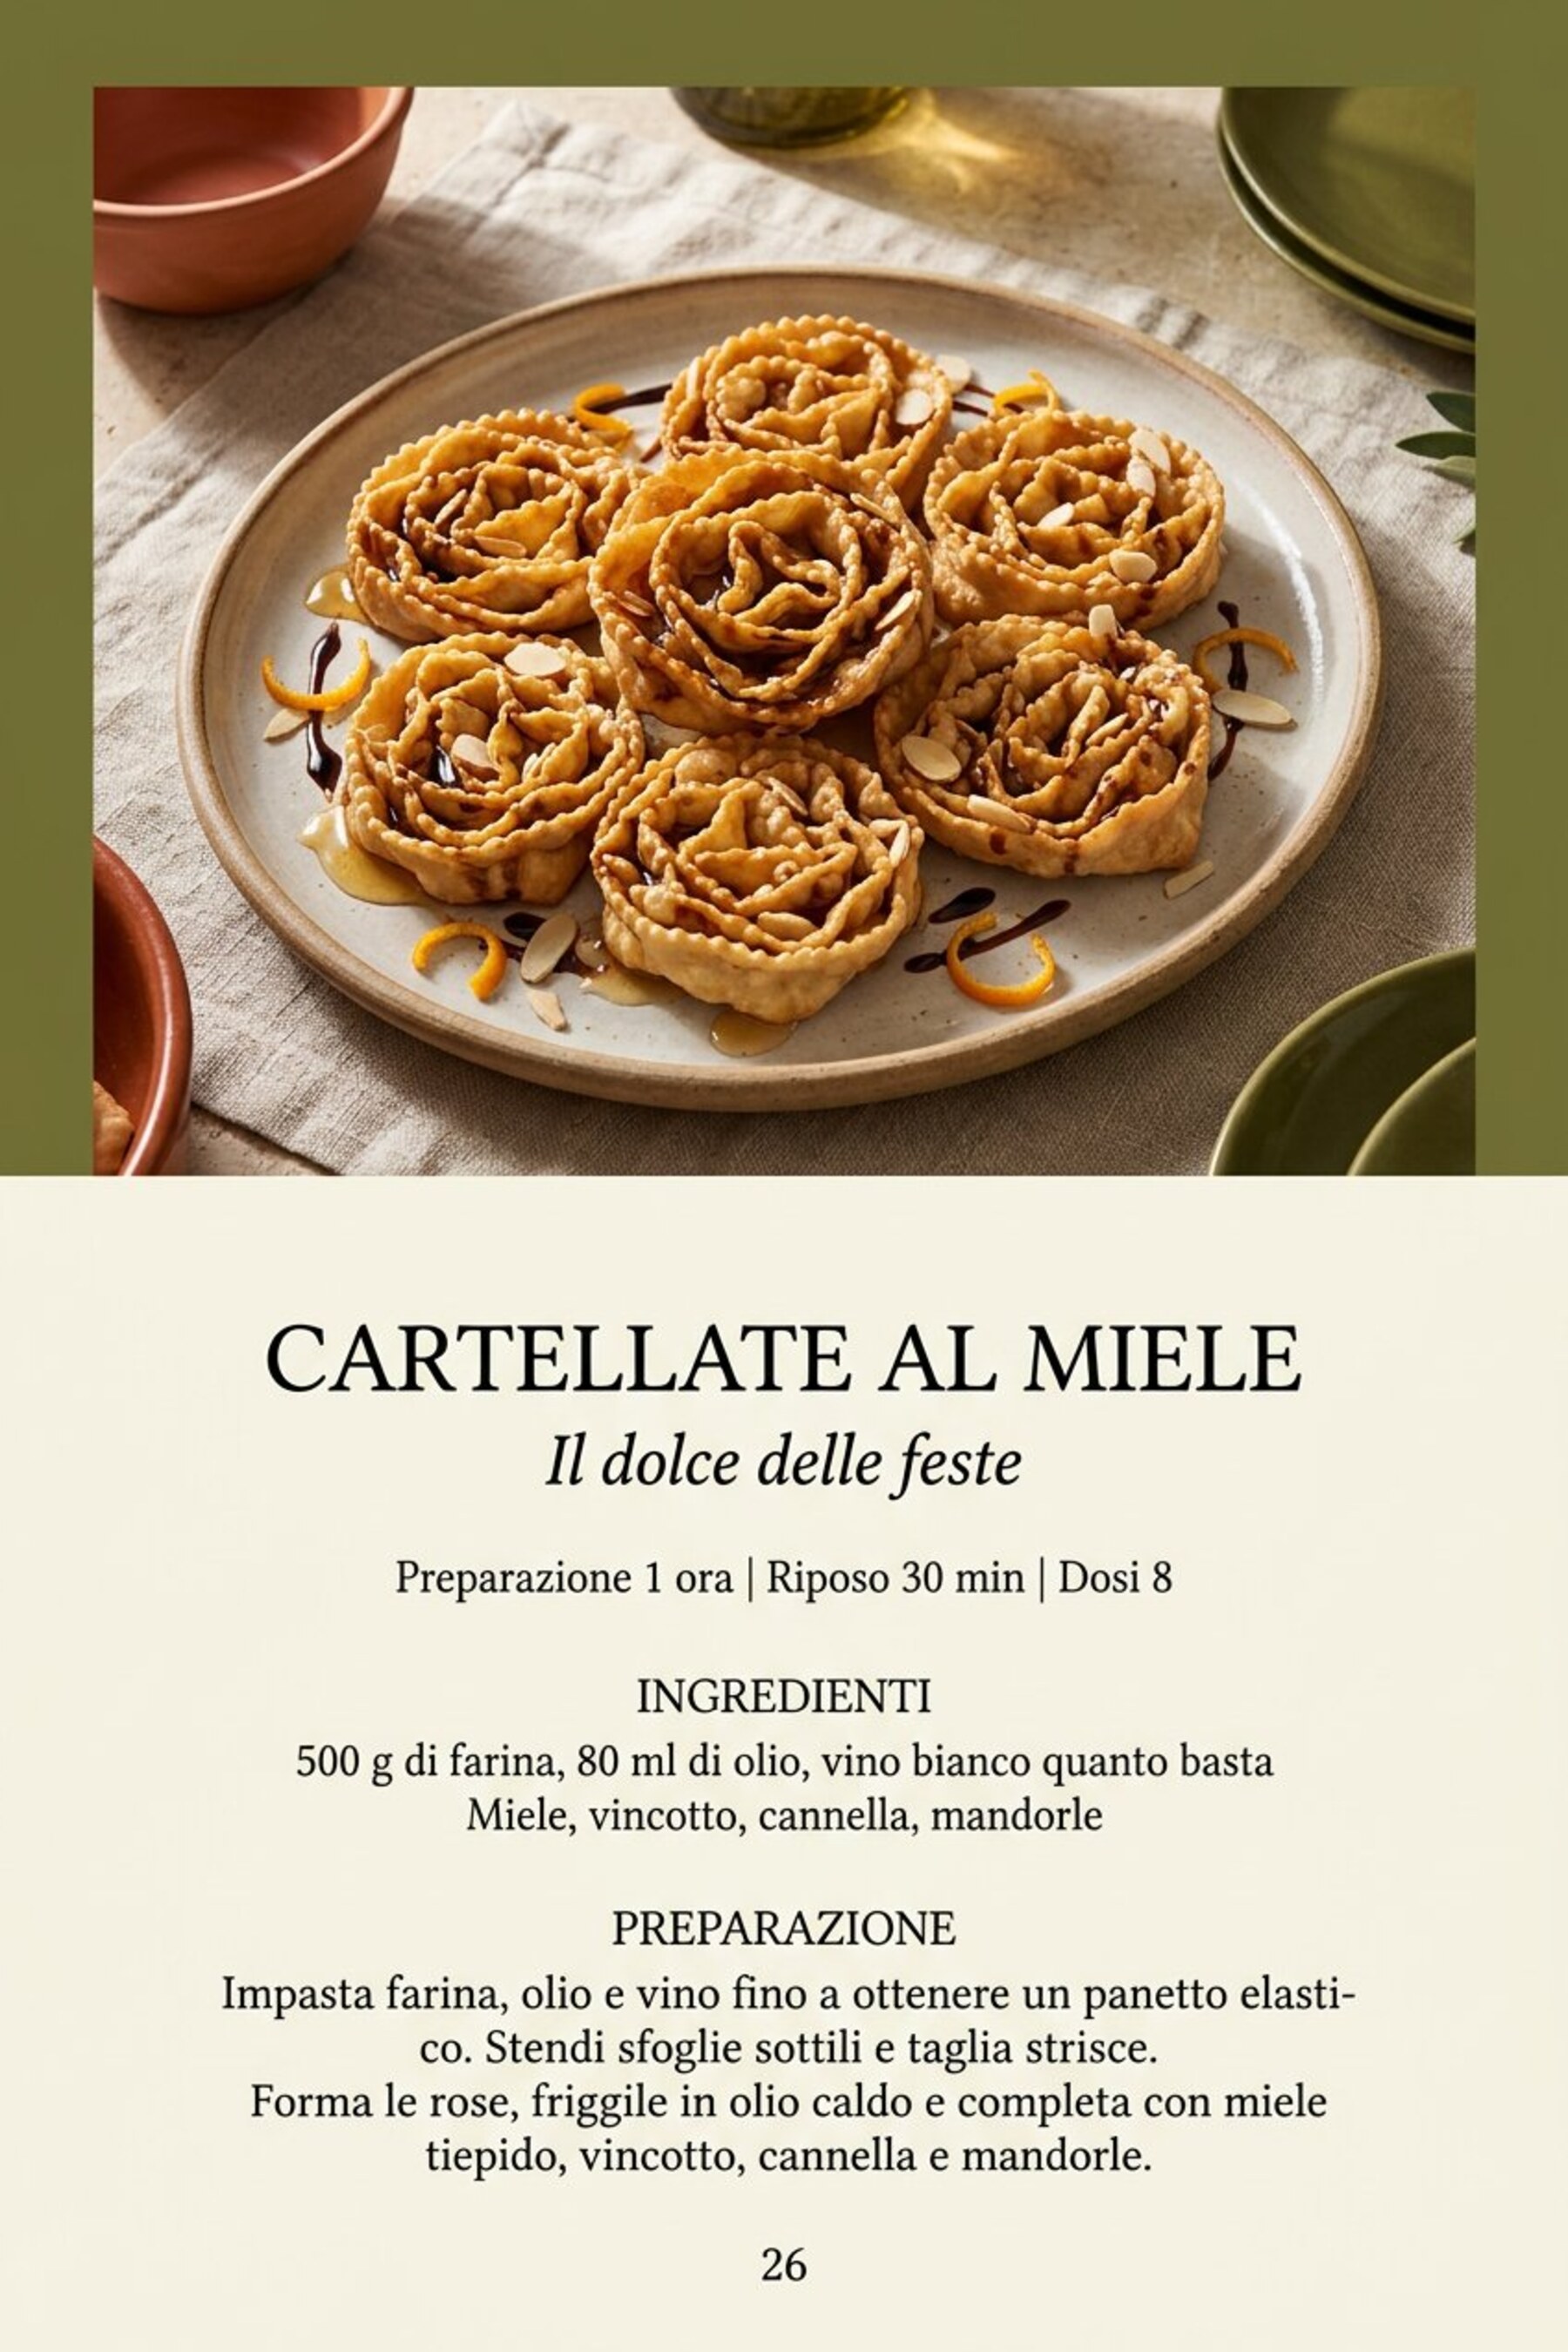 CARTELLATE AL MIELE
Il dolce delle feste
Preparazione 1 ora | Riposo 30 min | Dosi 8
INGREDIENTI
500 g di farina, 80 ml di olio, vino bianco quanto basta
Miele, vincotto, cannella, mandorle
PREPARAZIONE
Impasta farina, olio e vino fino a ottenere un panetto elasti-
co. Stendi sfoglie sottili e taglia strisce.
Forma le rose, friggile in olio caldo e completa con miele
tiepido, vincotto, cannella e mandorle.
26